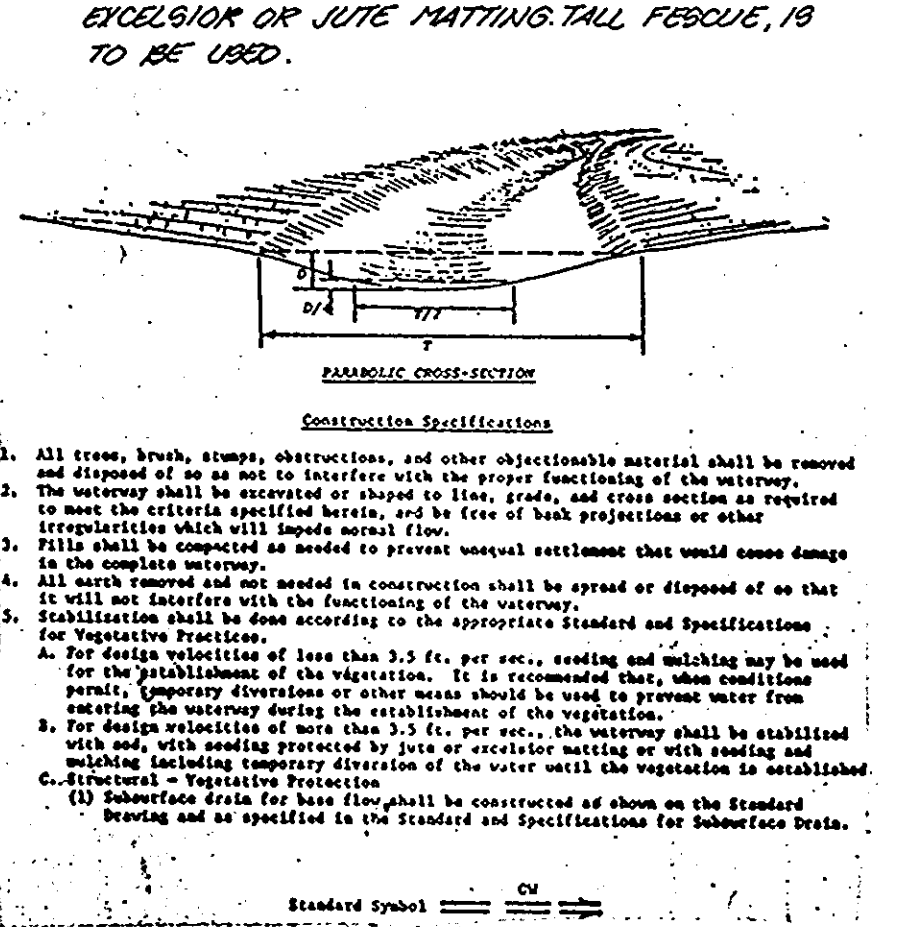 EXCELSIOR OR JUTE MATTING. TALL FESCUE, IS
TO BE USED.
D
D/4
T
PARABOLIC CROSS-SECTION
Construction Specifications
1. All trees, brush, stumps, obstructions, and other objectionable material shall be removed
and disposed of so as not to interfere with the proper functioning of the waterway.
2. The waterway shall be excavated or shaped to line, grade, and cross section as required
to meet the criteria specified herein, and be free of bank projections or other
irregularities which will impede normal flow.
3. Fills shall be compacted as needed to prevent unequal settlement that would cause damage
in the complete waterway.
4. All earth removed and not needed in construction shall be spread or disposed of so that
it will not interfere with the functioning of the waterway.
5. Stabilization shall be done according to the appropriate Standard and Specifications
for Vegetative Practices.
A. For design velocities of less than 3.5 ft. per sec., seeding and mulching may be used
for the establishment of the vegetation. It is recommended that, when conditions
permit, temporary diversions or other means should be used to prevent water from
entering the waterway during the establishment of the vegetation.
B. For design velocities of more than 3.5 ft. per sec., the waterway shall be stabilized
with sod, with seeding protected by jute or excelsior matting or with seeding and
mulching including temporary diversion of the water until the vegetation is established.
C. Structural - Vegetative Protection
(1) Subsurface drain for base flow shall be constructed as shown on the Standard
Drawing and as specified in the Standard and Specifications for Subsurface Drain.
CW
Standard Symbol